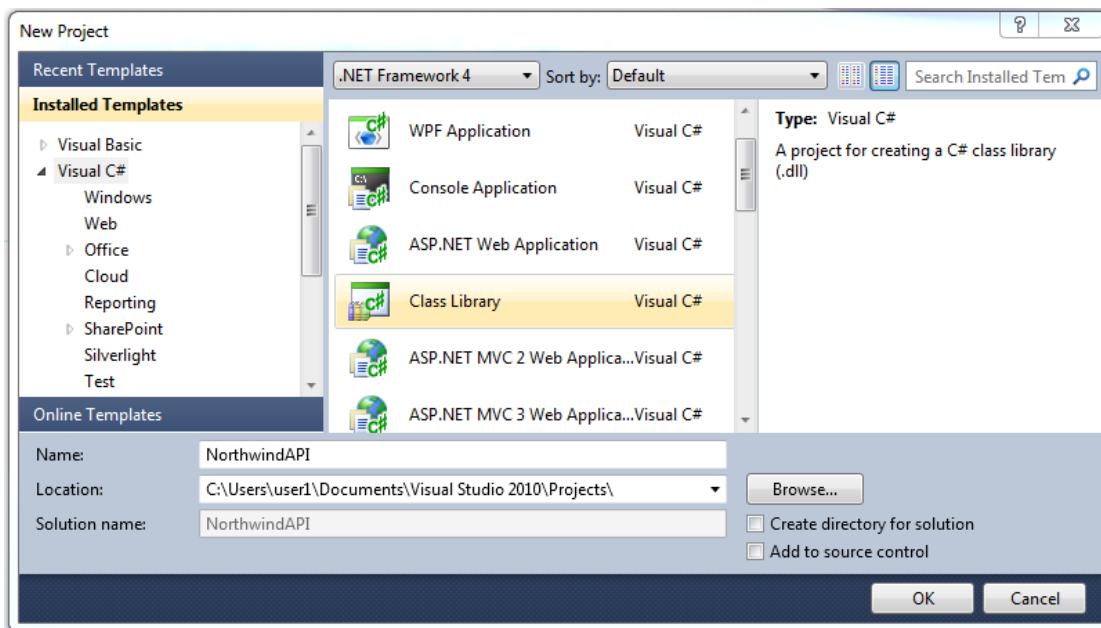 New Project
Recent Templates
Installed Templates
Visual Basic
Visual C#
Windows
Web
Office
Cloud
Reporting
SharePoint
Silverlight
Test
Online Templates
.NET Framework 4 Sort by: Default Search Installed Tem
WPF Application Visual C#
Console Application Visual C#
ASP.NET Web Application Visual C#
Class Library Visual C#
ASP.NET MVC 2 Web Applica...Visual C#
ASP.NET MVC 3 Web Applica...Visual C#
Type: Visual C#
A project for creating a C# class library
(.dll)
Name: NorthwindAPI
Location: C:\Users\user1\Documents\Visual Studio 2010\Projects\ Browse...
Solution name: NorthwindAPI Create directory for solution
Add to source control
OK Cancel